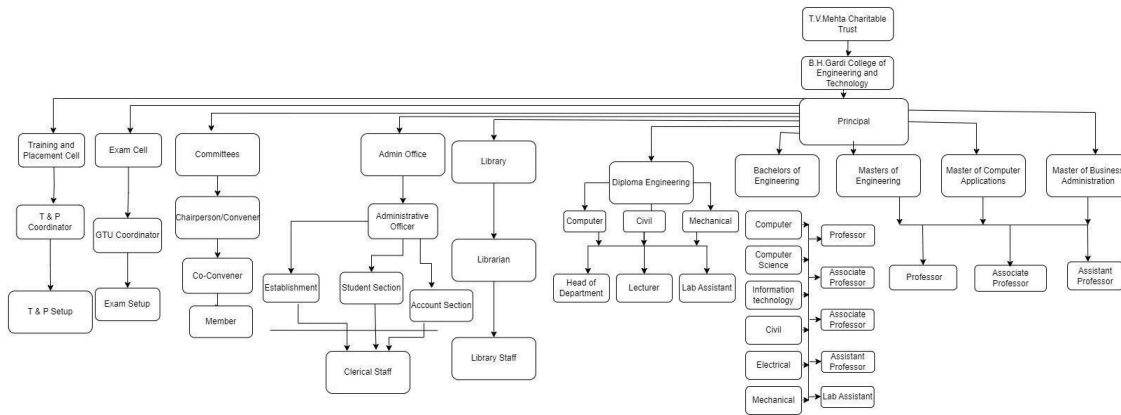 T.V.Mehta Charitable
Trust
B.H.Gardi College of
Engineering and
Technology
Principal
Training and
Placement Cell
Exam Cell
Committees
Admin Office
Library
Diploma Engineering
Bachelors of
Engineering
Masters of
Engineering
Master of Computer
Applications
Master of Business
Administration
T & P
Coordinator
GTU Coordinator
Chairperson/Convener
Administrative
Officer
Computer
Civil
Mechanical
Computer
Professor
Co-Convener
Librarian
Computer
Science
Establishment
Student Section
Account Section
Head of
Department
Lecturer
Lab Assistant
Associate
Professor
Professor
Associate
Professor
Assistant
Professor
T & P Setup
Exam Setup
Member
Information
technology
Associate
Professor
Civil
Clerical Staff
Library Staff
Electrical
Assistant
Professor
Mechanical
Lab Assistant